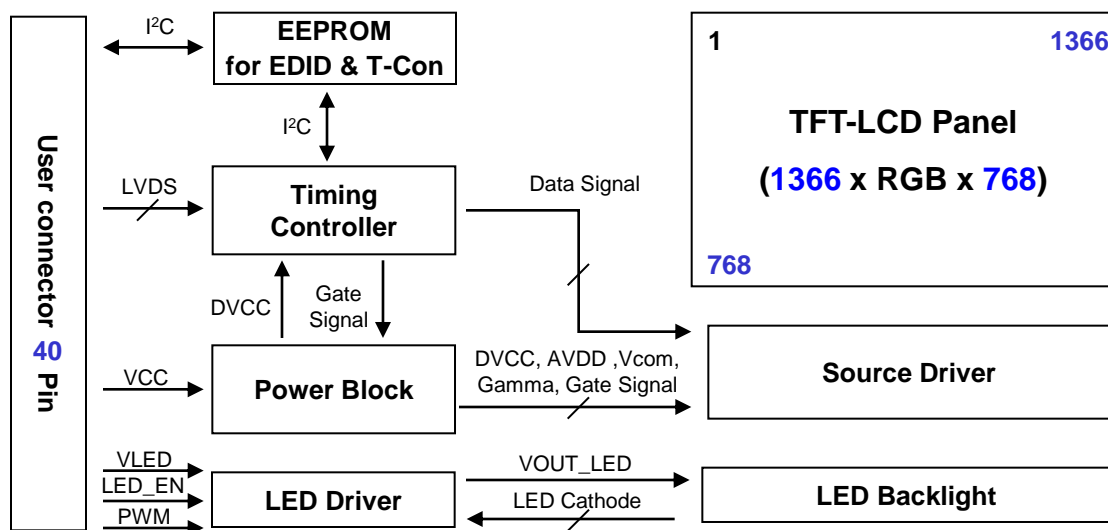 I²C
EEPROM
for EDID & T-Con
1
1366
I²C
TFT-LCD Panel
(1366 x RGB x 768)
User connector 40 Pin
LVDS
Timing
Controller
Data Signal
768
DVCC
Gate
Signal
VCC
Power Block
DVCC, AVDD ,Vcom,
Gamma, Gate Signal
Source Driver
VLED
LED_EN
PWM
LED Driver
VOUT_LED
LED Cathode
LED Backlight